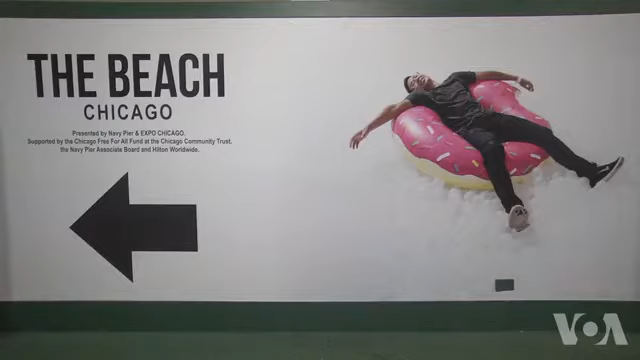 THE BEACH
CHICAGO
Presented by Navy Pier & EXPO CHICAGO.
Supported by the Chicago Free For All Fund at the Chicago Community Trust,
the Navy Pier Associate Board and Hilton Worldwide.
VOA